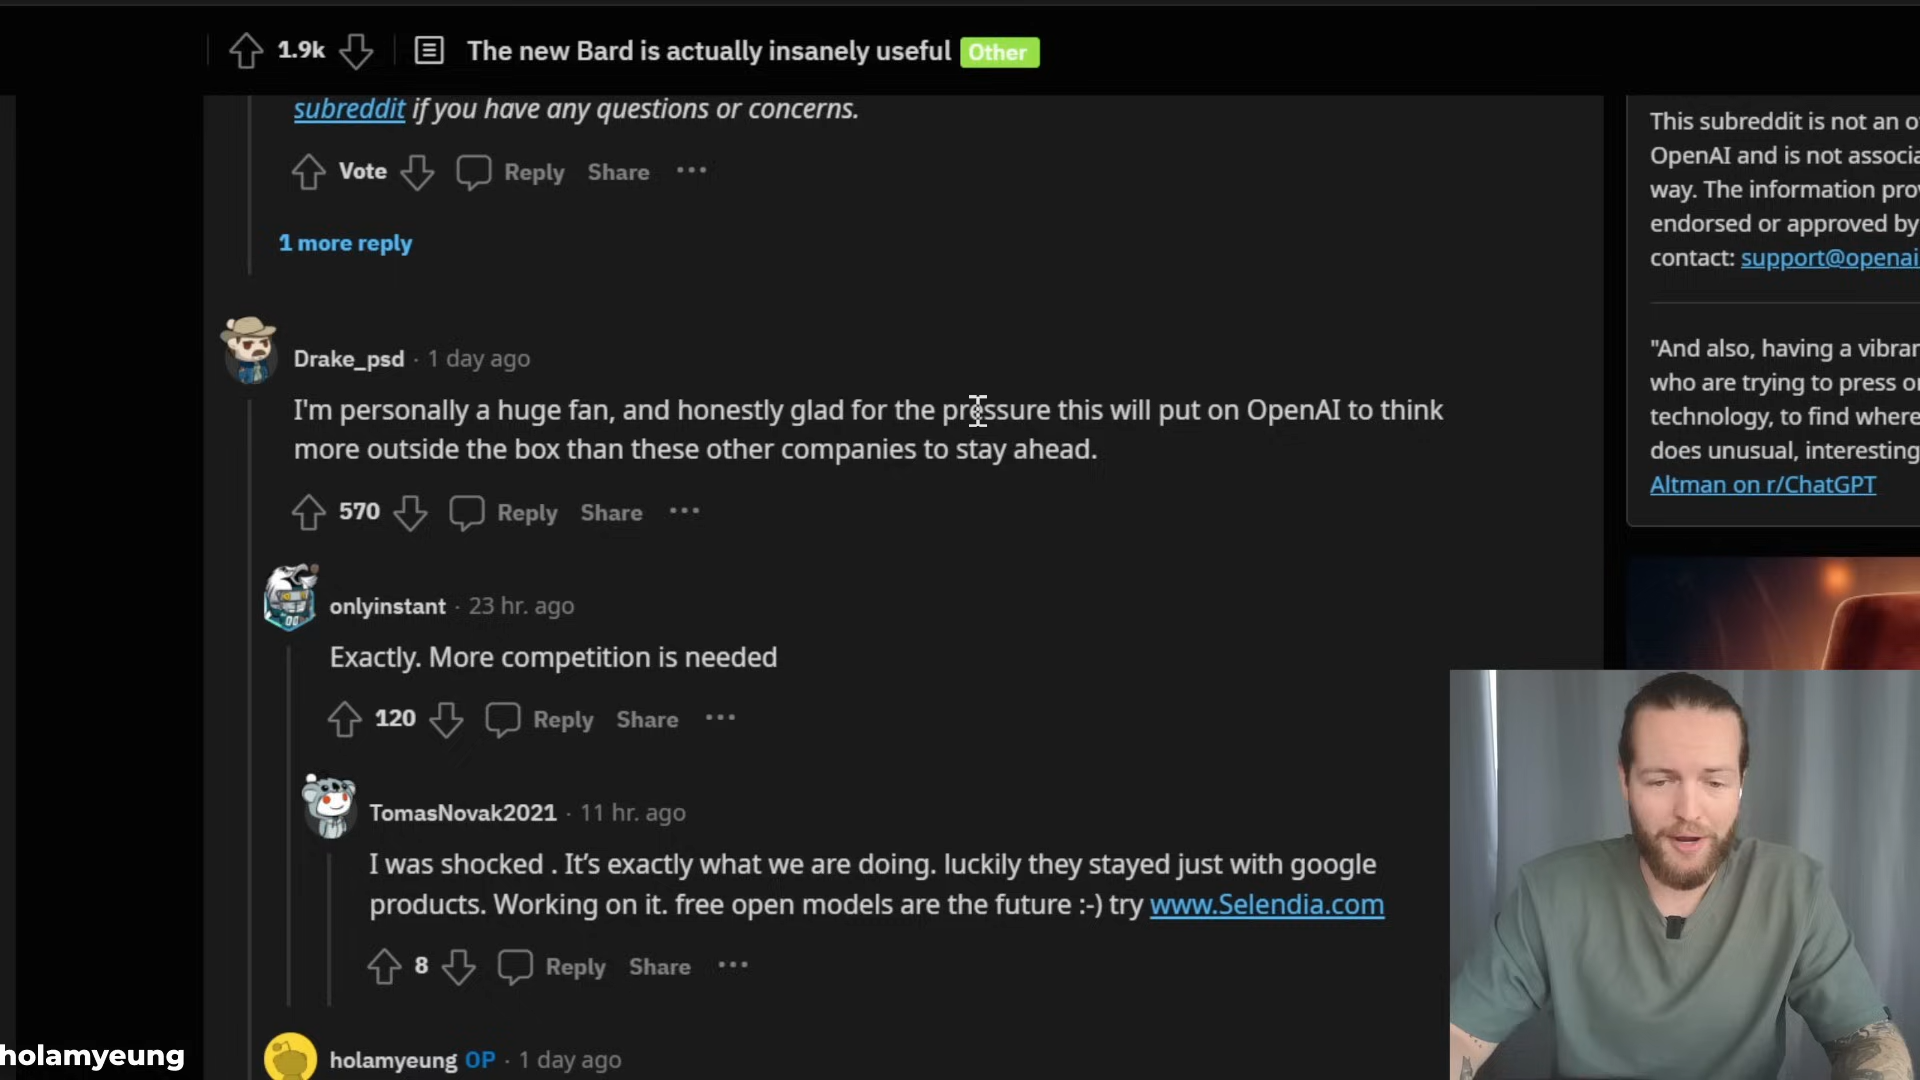 1.9k The new Bard is actually insanely useful Other
subreddit if you have any questions or concerns.
Vote Reply Share
1 more reply
Drake_psd · 1 day ago
I'm personally a huge fan, and honestly glad for the pressure this will put on OpenAI to think
more outside the box than these other companies to stay ahead.
570 Reply Share
onlyinstant · 23 hr. ago
Exactly. More competition is needed
120 Reply Share
TomasNovak2021 · 11 hr. ago
I was shocked . It's exactly what we are doing. luckily they stayed just with google
products. Working on it. free open models are the future :-) try www.Selendia.com
8 Reply Share
holamyeung OP · 1 day ago
This subreddit is not an o
OpenAI and is not associa
way. The information prov
endorsed or approved by
contact: support@openai
"And also, having a vibran
who are trying to press o
technology, to find where
does unusual, interesting
Altman on r/ChatGPT
holamyeung